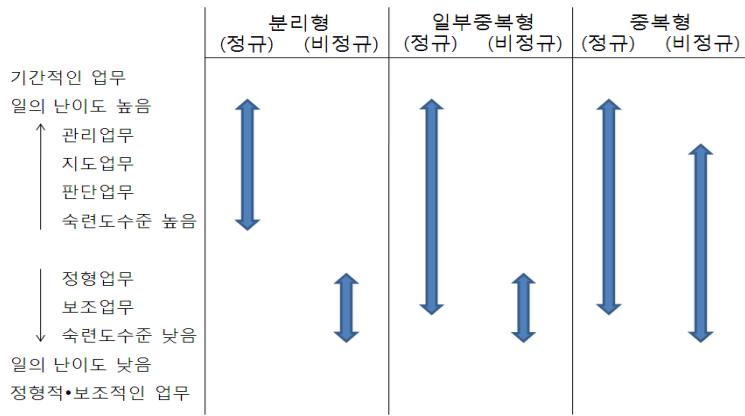 분리형 일부중복형 중복형
(정규) (비정규) (정규) (비정규) (정규) (비정규)
기간적인 업무
일의 난이도 높음
관리업무
지도업무
판단업무
숙련도수준 높음
정형업무
보조업무
숙련도수준 낮음
일의 난이도 낮음
정형적•보조적인 업무